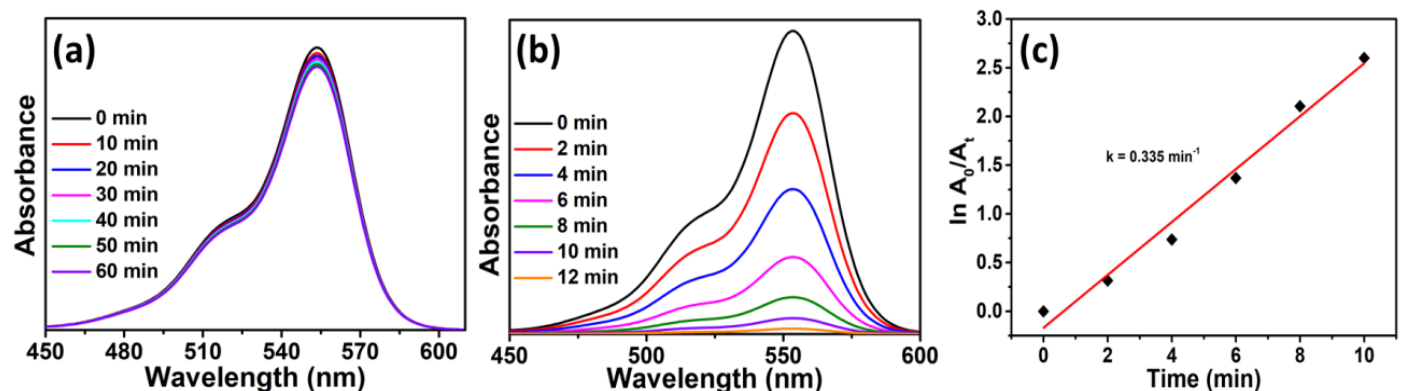 (a)
0 min
10 min
20 min
30 min
40 min
50 min
60 min
Absorbance
450 480 510 540 570 600
Wavelength (nm)
(b)
0 min
2 min
4 min
6 min
8 min
10 min
12 min
Absorbance
450 500 550 600
Wavelength (nm)
(c)
3.0
2.5
2.0
1.5
1.0
0.5
0.0
ln A₀/Aₜ
k = 0.335 min⁻¹
0 2 4 6 8 10
Time (min)